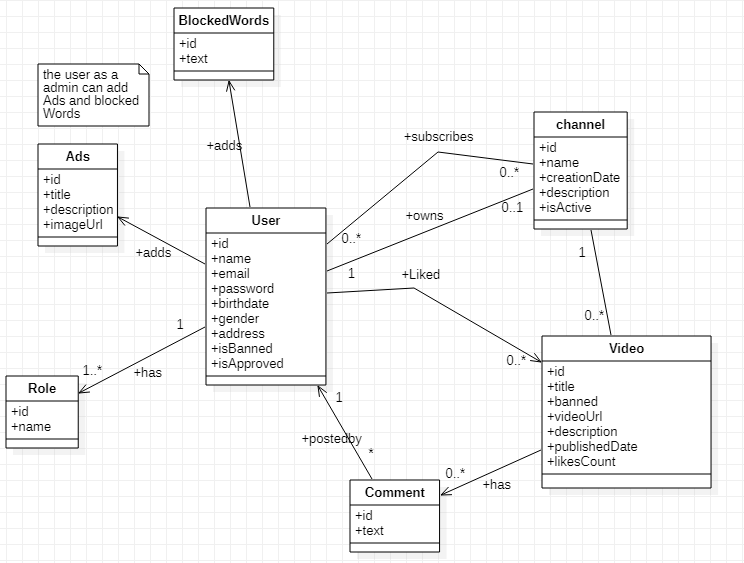 BlockedWords
+id
+text
the user as a
admin can add
Ads and blocked
Words
Ads
+id
+title
+description
+imageUrl
+adds
+adds
User
+id
+name
+email
+password
+birthdate
+gender
+address
+isBanned
+isApproved
+subscribes
0..*
0..*
+owns
0..1
1
channel
+id
+name
+creationDate
+description
+isActive
1
0..*
+Liked
0..*
Video
+id
+title
+banned
+videoUrl
+description
+publishedDate
+likesCount
1
1..*
+has
Role
+id
+name
1
+postedby
*
0..*
+has
Comment
+id
+text